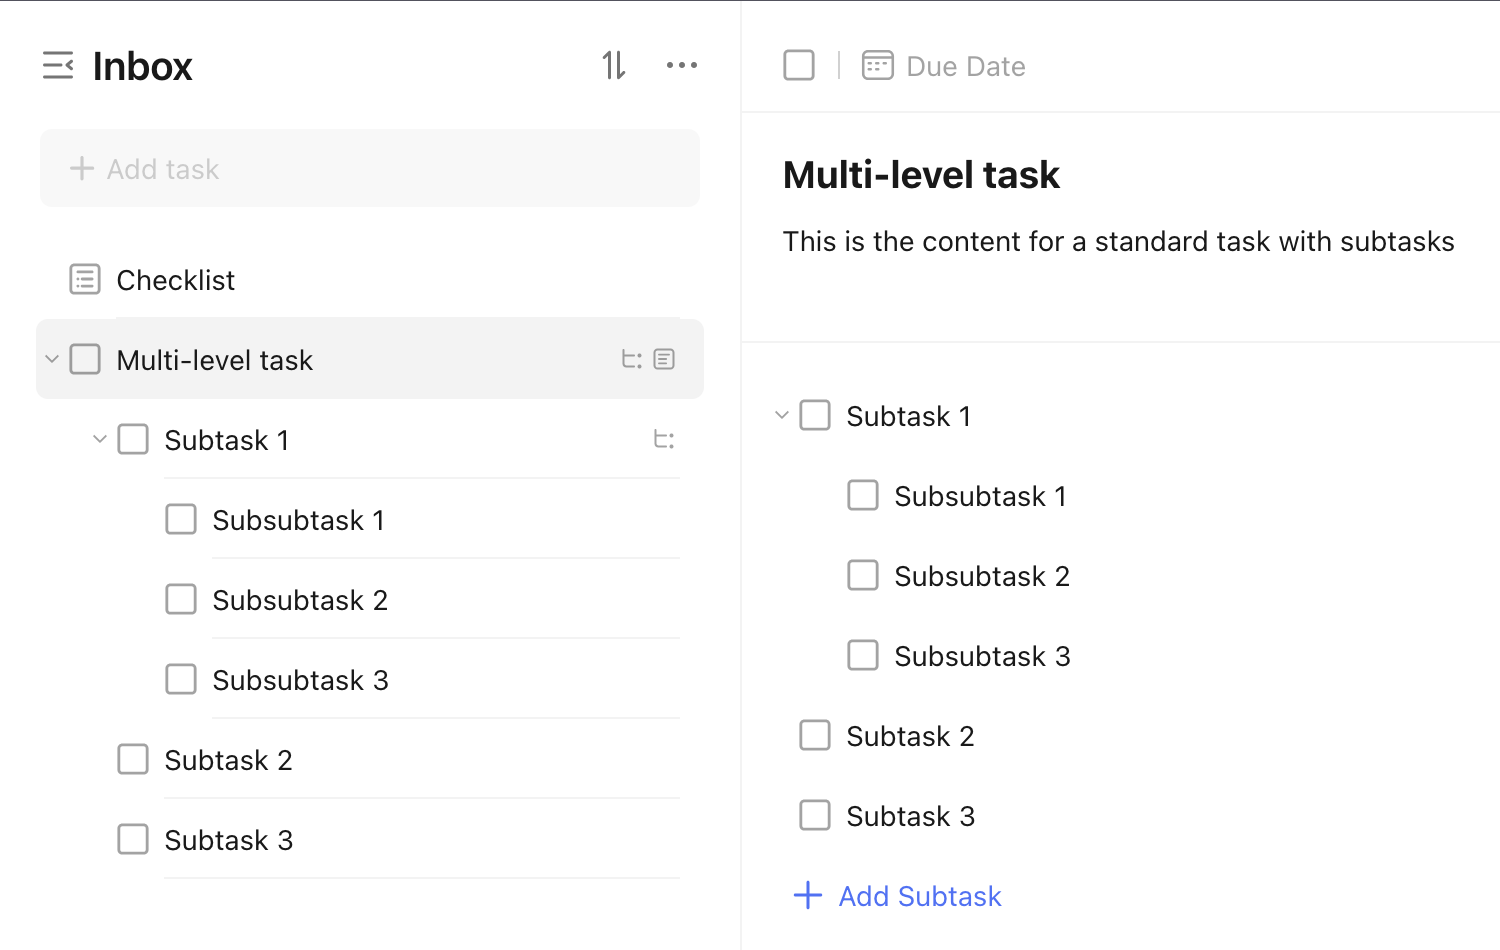 Inbox
Add task
Checklist
Multi-level task
Subtask 1
Subsubtask 1
Subsubtask 2
Subsubtask 3
Subtask 2
Subtask 3
Due Date
Multi-level task
This is the content for a standard task with subtasks
Subtask 1
Subsubtask 1
Subsubtask 2
Subsubtask 3
Subtask 2
Subtask 3
Add Subtask